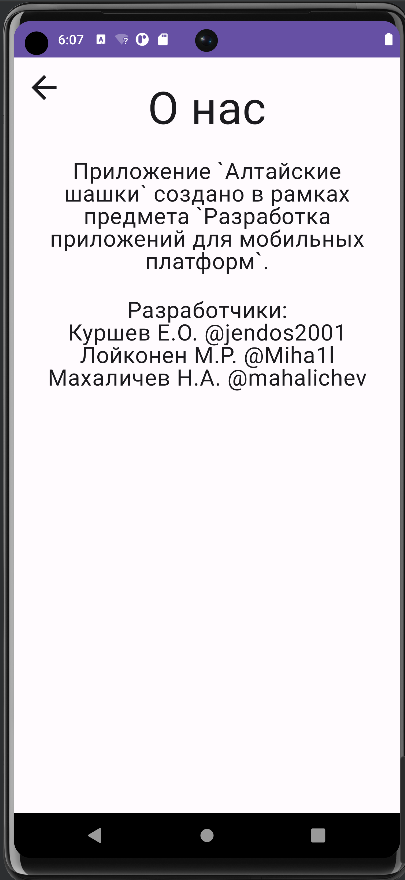 6:07
О нас
Приложение `Алтайские
шашки` создано в рамках
предмета `Разработка
приложений для мобильных
платформ`.
Разработчики:
Куршев Е.О. @jendos2001
Лойконен М.Р. @Miha1l
Махаличев Н.А. @mahalichev